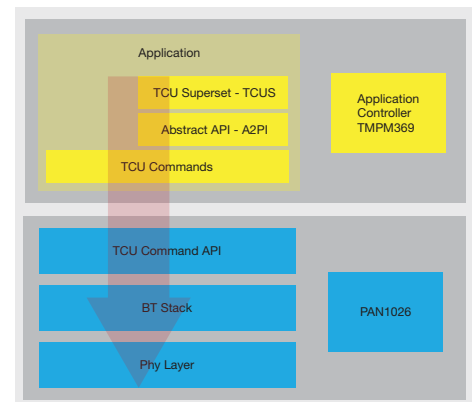 Application
TCU Superset - TCUS
Abstract API - A2PI
TCU Commands
Application
Controller
TMPM369
TCU Command API
BT Stack
Phy Layer
PAN1026